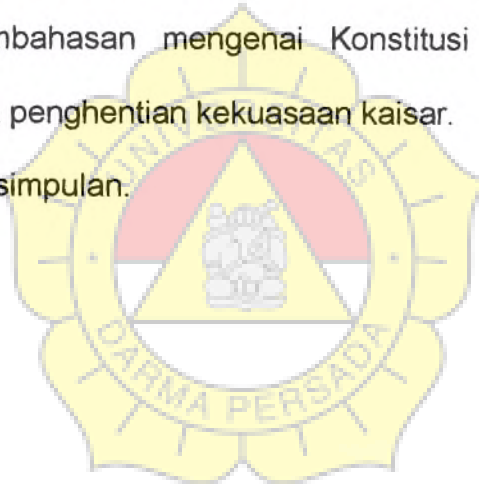 mbahasan mengenai Konstitusi
penghentian kekuasaan kaisar.
simpulan.
UNIVERSITAS
DARMA PERSADA